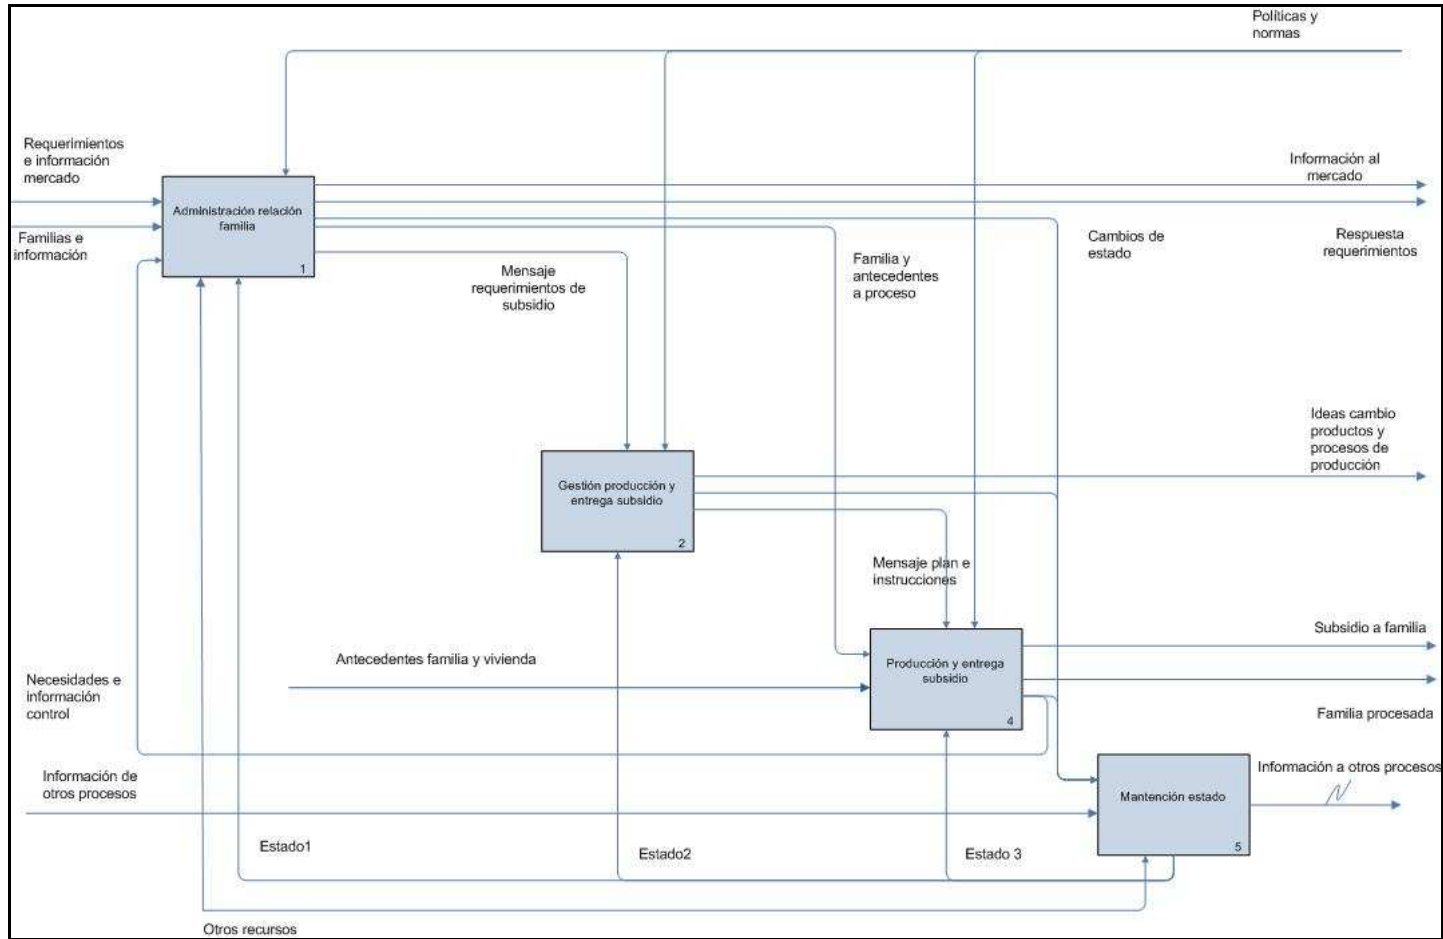 Políticas y
normas
Requerimientos
e información
mercado
Información al
mercado
Administración relación
familia
1
Familias e
información
Cambios de
estado
Respuesta
requerimientos
Mensaje
requerimientos de
subsidio
Familia y
antecedentes
a proceso
Ideas cambio
productos y
procesos de
producción
Gestión producción y
entrega subsidio
2
Mensaje plan e
instrucciones
Subsidio a familia
Antecedentes familia y vivienda
Producción y entrega
subsidio
4
Necesidades e
información
control
Familia procesada
Información de
otros procesos
Información a otros procesos
Mantención estado
5
Estado1
Estado2
Estado 3
Otros recursos